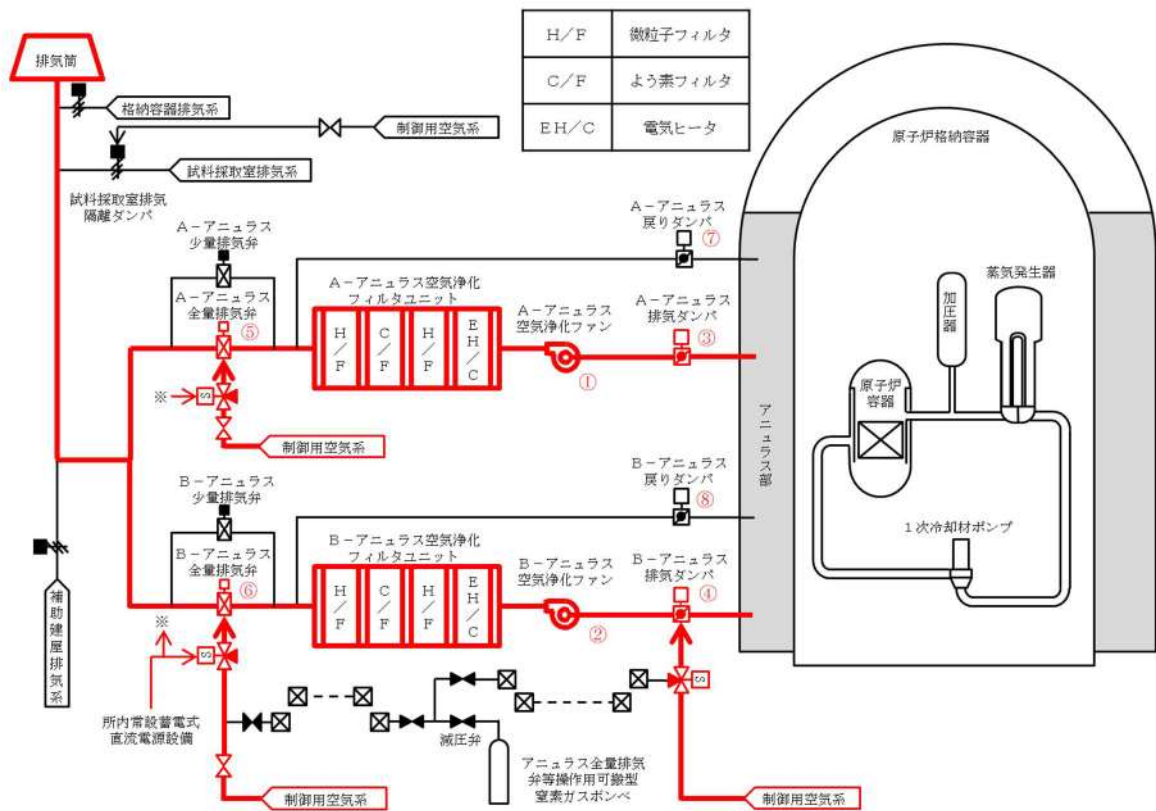 H/F
微粒子フィルタ
C/F
よう素フィルタ
EH/C
電気ヒータ
排気筒
格納容器排気系
制御用空気系
試料採取室排気系
試料採取室排気
隔離ダンパ
原子炉格納容器
A-アニュラス
少量排気弁
A-アニュラス
戻りダンパ
⑦
A-アニュラス
全量排気弁
⑤
A-アニュラス空気浄化
フィルタユニット
H/F
C/F
H/F
EH/C
A-アニュラス
空気浄化ファン
①
A-アニュラス
排気ダンパ
③
蒸気発生器
加圧器
原子炉
容器
アニュラス部
※
S
制御用空気系
B-アニュラス
少量排気弁
B-アニュラス
戻りダンパ
⑧
1次冷却材ポンプ
B-アニュラス
全量排気弁
⑥
B-アニュラス空気浄化
フィルタユニット
H/F
C/F
H/F
EH/C
B-アニュラス
空気浄化ファン
②
B-アニュラス
排気ダンパ
④
補助建屋排気系
※
S
S
所内常設蓄電式
直流電源設備
減圧弁
アニュラス全量排気
弁等操作用可搬型
窒素ガスボンベ
制御用空気系
制御用空気系